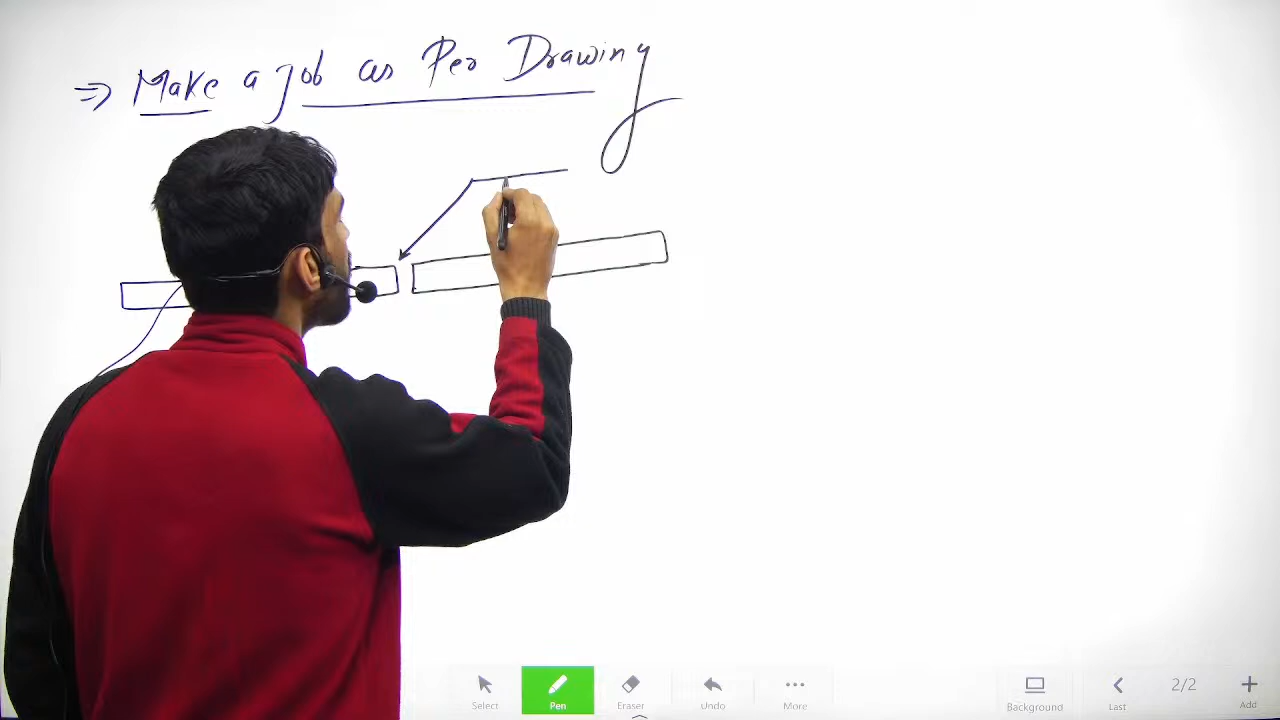 ⇒ Make a job as Per Drawing
Select
Pen
Eraser
Undo
More
Background
Last
2/2
Add